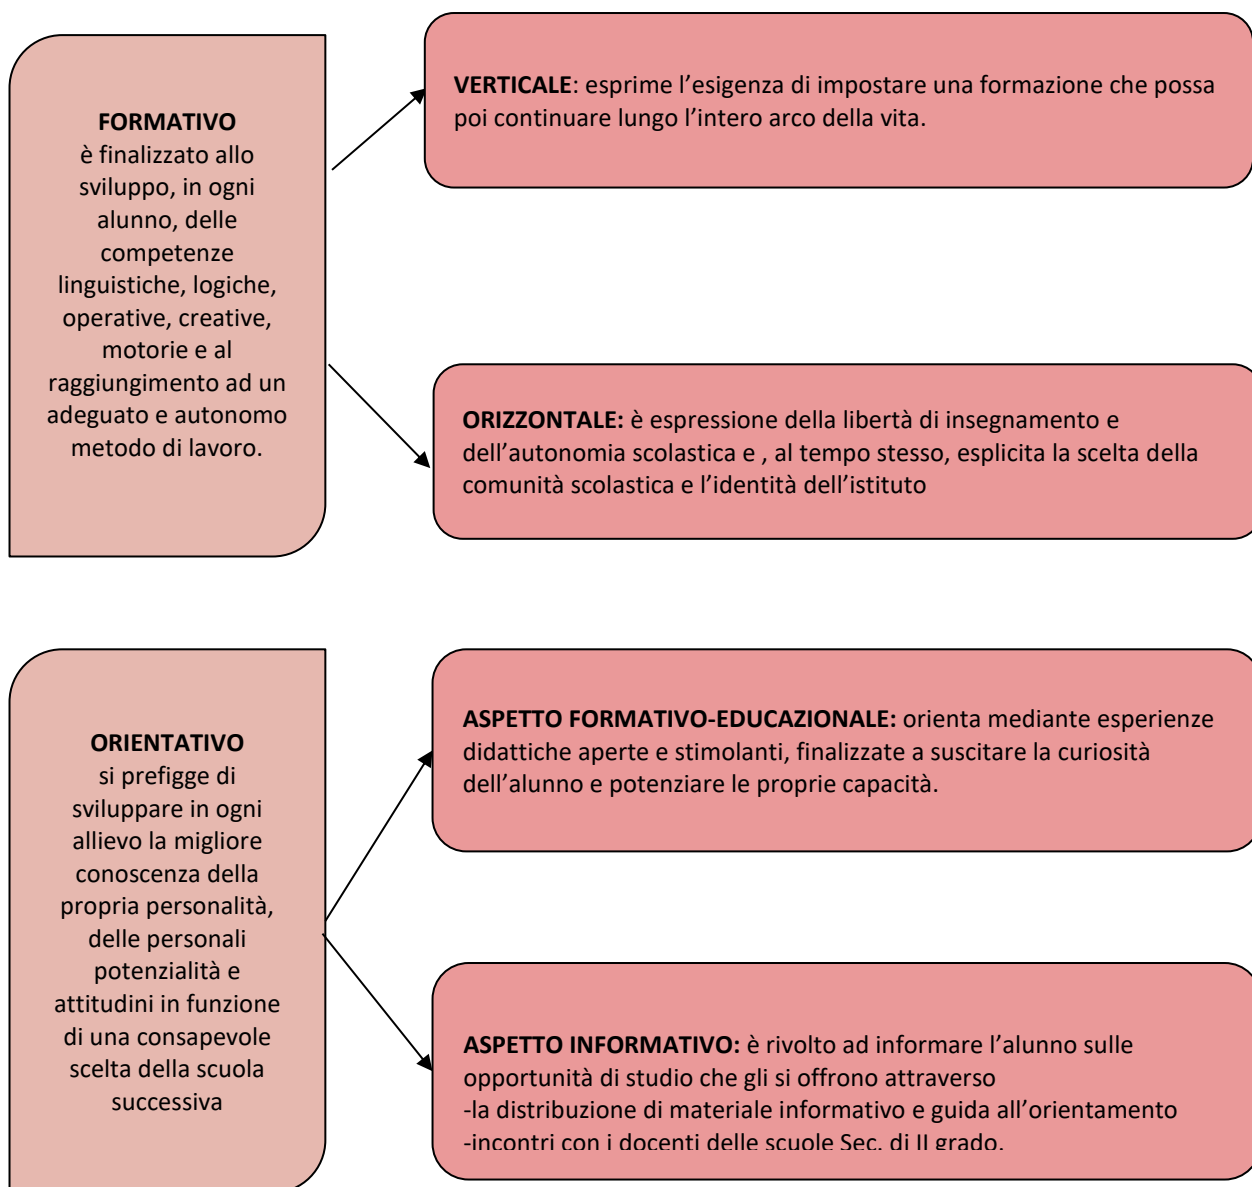 FORMATIVO
è finalizzato allo
sviluppo, in ogni
alunno, delle
competenze
linguistiche, logiche,
operative, creative,
motorie e al
raggiungimento ad un
adeguato e autonomo
metodo di lavoro.
VERTICALE: esprime l’esigenza di impostare una formazione che possa
poi continuare lungo l’intero arco della vita.
ORIZZONTALE: è espressione della libertà di insegnamento e
dell’autonomia scolastica e , al tempo stesso, esplicita la scelta della
comunità scolastica e l’identità dell’istituto
ORIENTATIVO
si prefigge di
sviluppare in ogni
allievo la migliore
conoscenza della
propria personalità,
delle personali
potenzialità e
attitudini in funzione
di una consapevole
scelta della scuola
successiva
ASPETTO FORMATIVO-EDUCAZIONALE: orienta mediante esperienze
didattiche aperte e stimolanti, finalizzate a suscitare la curiosità
dell’alunno e potenziare le proprie capacità.
ASPETTO INFORMATIVO: è rivolto ad informare l’alunno sulle
opportunità di studio che gli si offrono attraverso
-la distribuzione di materiale informativo e guida all’orientamento
-incontri con i docenti delle scuole Sec. di II grado.